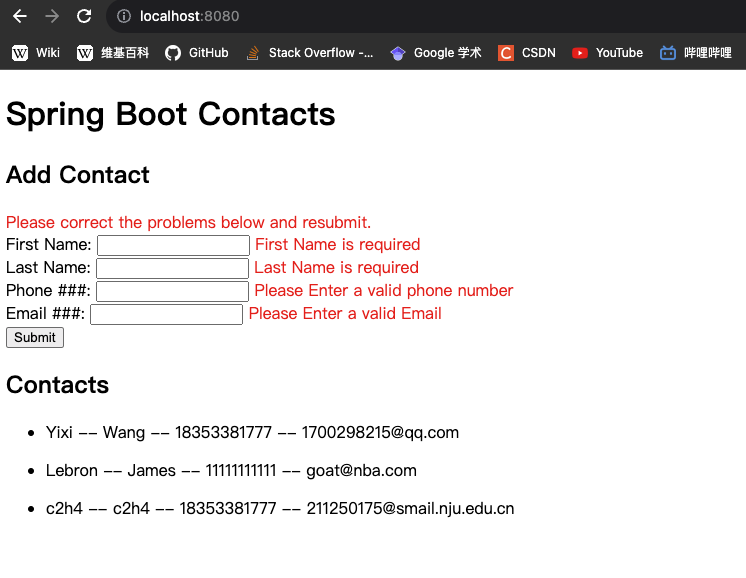 localhost:8080
Wiki 维基百科 GitHub Stack Overflow -... Google 学术 CSDN YouTube 哔哩哔哩
Spring Boot Contacts
Add Contact
Please correct the problems below and resubmit.
First Name: First Name is required
Last Name: Last Name is required
Phone ###: Please Enter a valid phone number
Email ###: Please Enter a valid Email
Submit
Contacts
• Yixi -- Wang -- 18353381777 -- 1700298215@qq.com
• Lebron -- James -- 11111111111 -- goat@nba.com
• c2h4 -- c2h4 -- 18353381777 -- 211250175@smail.nju.edu.cn